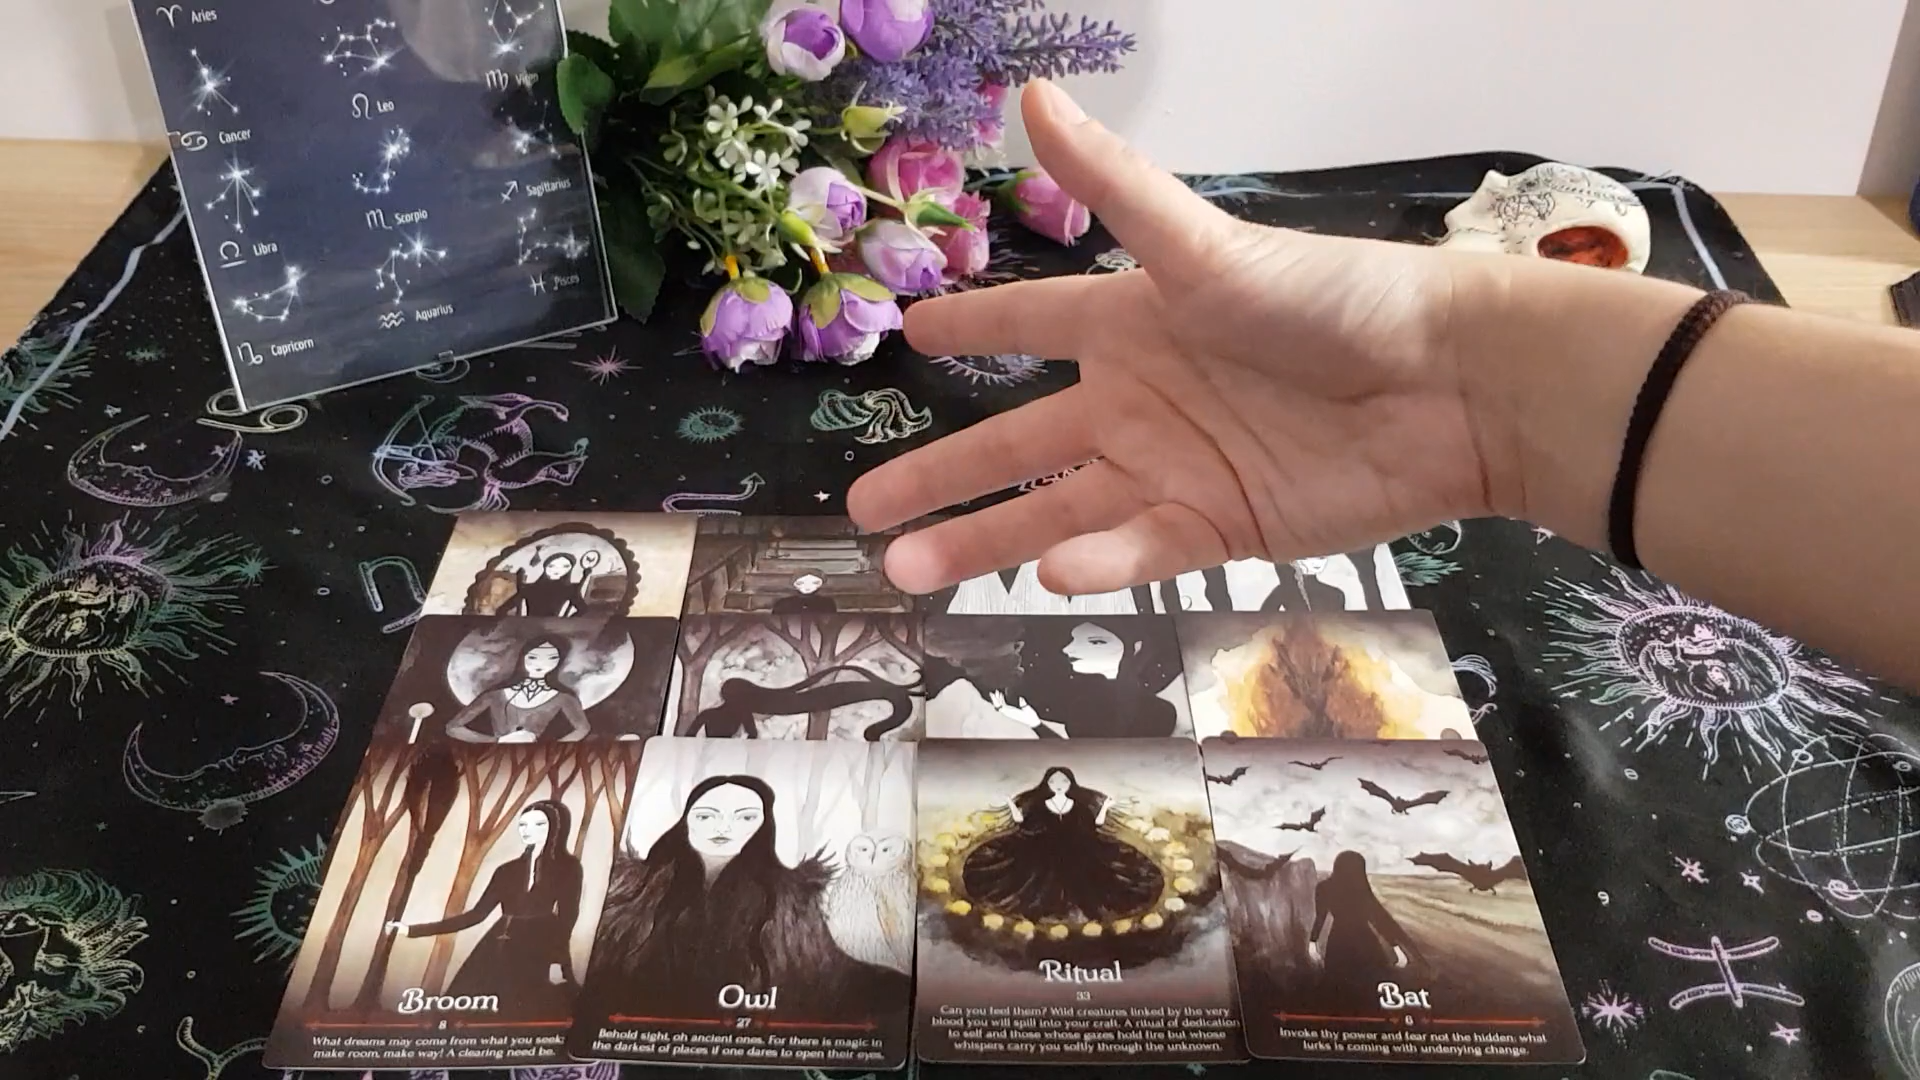 ♈ Aries
♍ Virgo
♌ Leo
♋ Cancer
♐ Sagittarius
♏ Scorpio
♎ Libra
♓ Pisces
♒ Aquarius
♑ Capricorn
Broom
8
What dreams may come from what you seek;
make room, make way! A clearing need be.
Owl
27
Behold sight, oh ancient ones. For there is magic in
the darkest of places if one dares to open their eyes.
Ritual
33
Can you feel them? Wild creatures linked by the very
blood you will spill into your craft. A ritual of dedication
to self and those whose gazes hold fire but whose
whispers carry you softly through the unknown.
Bat
6
Invoke thy power and fear not the hidden; what
lurks is coming with undenying change.